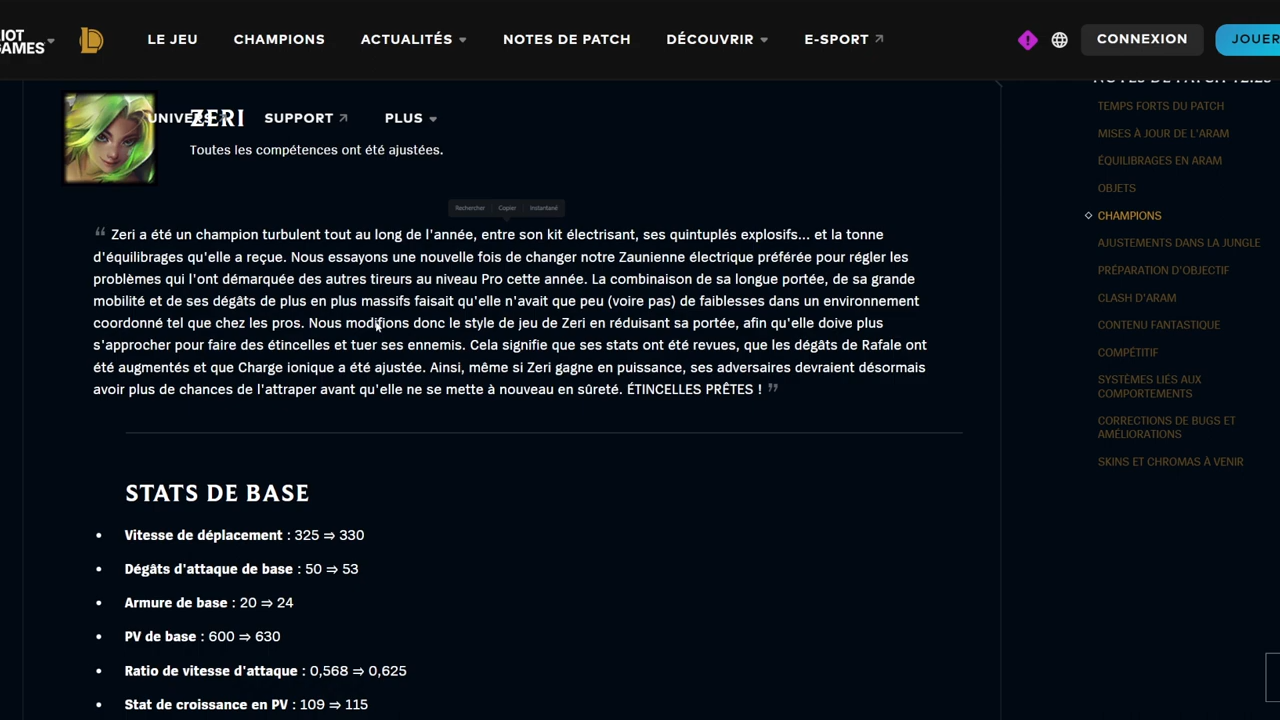 IOT
GAMES
LE JEU
CHAMPIONS
ACTUALITÉS
NOTES DE PATCH
DÉCOUVRIR
E-SPORT
CONNEXION
JOUER
UNIVERS
ZERI
SUPPORT
PLUS
Toutes les compétences ont été ajustées.
Rechercher
Copier
Instantané
“ Zeri a été un champion turbulent tout au long de l'année, entre son kit électrisant, ses quintuplés explosifs... et la tonne
d'équilibrages qu'elle a reçue. Nous essayons une nouvelle fois de changer notre Zaunienne électrique préférée pour régler les
problèmes qui l'ont démarquée des autres tireurs au niveau Pro cette année. La combinaison de sa longue portée, de sa grande
mobilité et de ses dégâts de plus en plus massifs faisait qu'elle n'avait que peu (voire pas) de faiblesses dans un environnement
coordonné tel que chez les pros. Nous modifions donc le style de jeu de Zeri en réduisant sa portée, afin qu'elle doive plus
s'approcher pour faire des étincelles et tuer ses ennemis. Cela signifie que ses stats ont été revues, que les dégâts de Rafale ont
été augmentés et que Charge ionique a été ajustée. Ainsi, même si Zeri gagne en puissance, ses adversaires devraient désormais
avoir plus de chances de l'attraper avant qu'elle ne se mette à nouveau en sûreté. ÉTINCELLES PRÊTES ! ”
STATS DE BASE
• Vitesse de déplacement : 325 ⇒ 330
• Dégâts d'attaque de base : 50 ⇒ 53
• Armure de base : 20 ⇒ 24
• PV de base : 600 ⇒ 630
• Ratio de vitesse d'attaque : 0,568 ⇒ 0,625
• Stat de croissance en PV : 109 ⇒ 115
NOTES DE PATCH 12.23
TEMPS FORTS DU PATCH
MISES À JOUR DE L'ARAM
ÉQUILIBRAGES EN ARAM
OBJETS
CHAMPIONS
AJUSTEMENTS DANS LA JUNGLE
PRÉPARATION D'OBJECTIF
CLASH D'ARAM
CONTENU FANTASTIQUE
COMPÉTITIF
SYSTÈMES LIÉS AUX
COMPORTEMENTS
CORRECTIONS DE BUGS ET
AMÉLIORATIONS
SKINS ET CHROMAS À VENIR